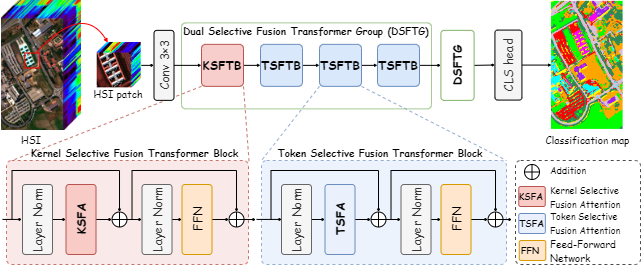 Dual Selective Fusion Transformer Group (DSFTG)
HSI
HSI patch
Conv 3×3
KSFTB
TSFTB
TSFTB
TSFTB
DSFTG
CLS head
Classification map
Kernel Selective Fusion Transformer Block
Layer Norm
KSFA
Layer Norm
FFN
Token Selective Fusion Transformer Block
Layer Norm
TSFA
Layer Norm
FFN
Addition
KSFA Kernel Selective
Fusion Attention
TSFA Token Selective
Fusion Attention
FFN Feed-Forward
Network